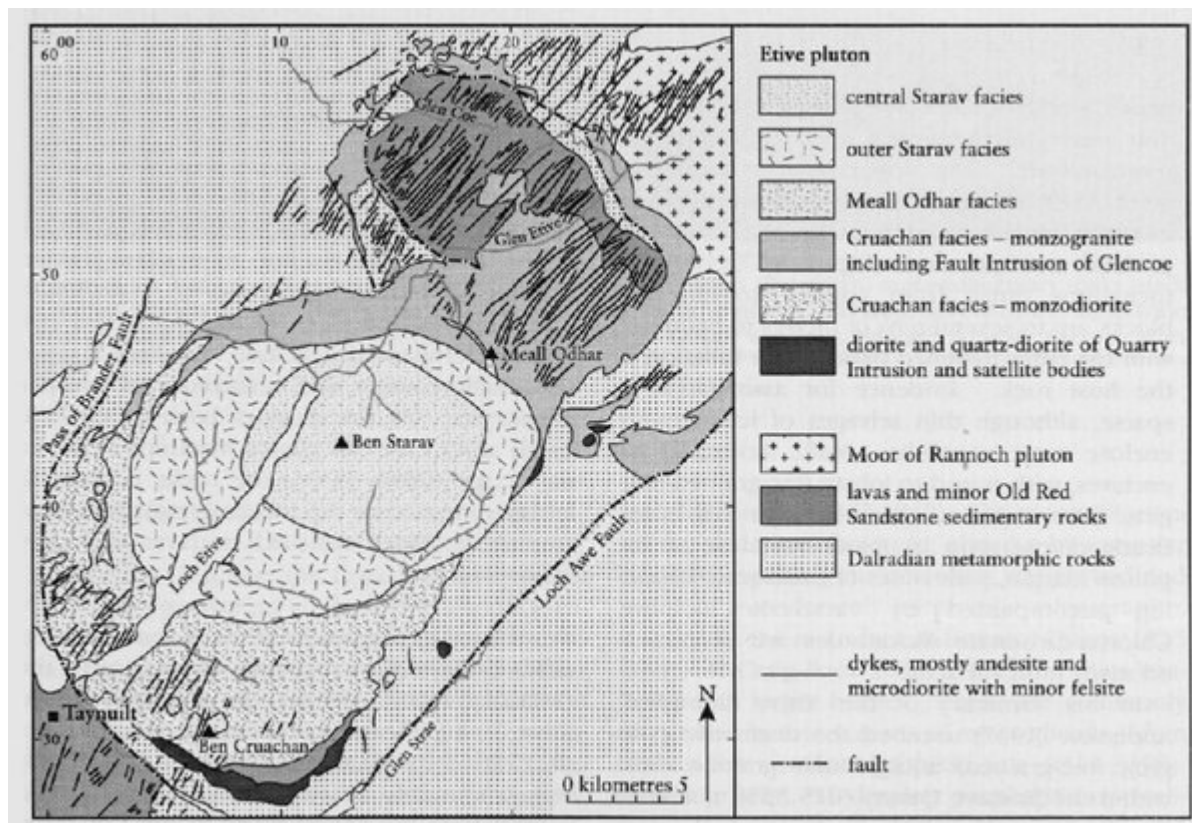 00
10
20
60
Glen Coe
Glen Etive
50
Meall Odhar
Pass of Brander Fault
Ben Starav
40
Loch Etive
Loch Awe Fault
Taynuilt
30
Ben Cruachan
Glen Strae
N
0 kilometres 5
Etive pluton
central Starav facies
outer Starav facies
Meall Odhar facies
Cruachan facies – monzogranite
including Fault Intrusion of Glencoe
Cruachan facies – monzodiorite
diorite and quartz-diorite of Quarry
Intrusion and satellite bodies
Moor of Rannoch pluton
lavas and minor Old Red
Sandstone sedimentary rocks
Dalradian metamorphic rocks
dykes, mostly andesite and
microdiorite with minor felsite
fault